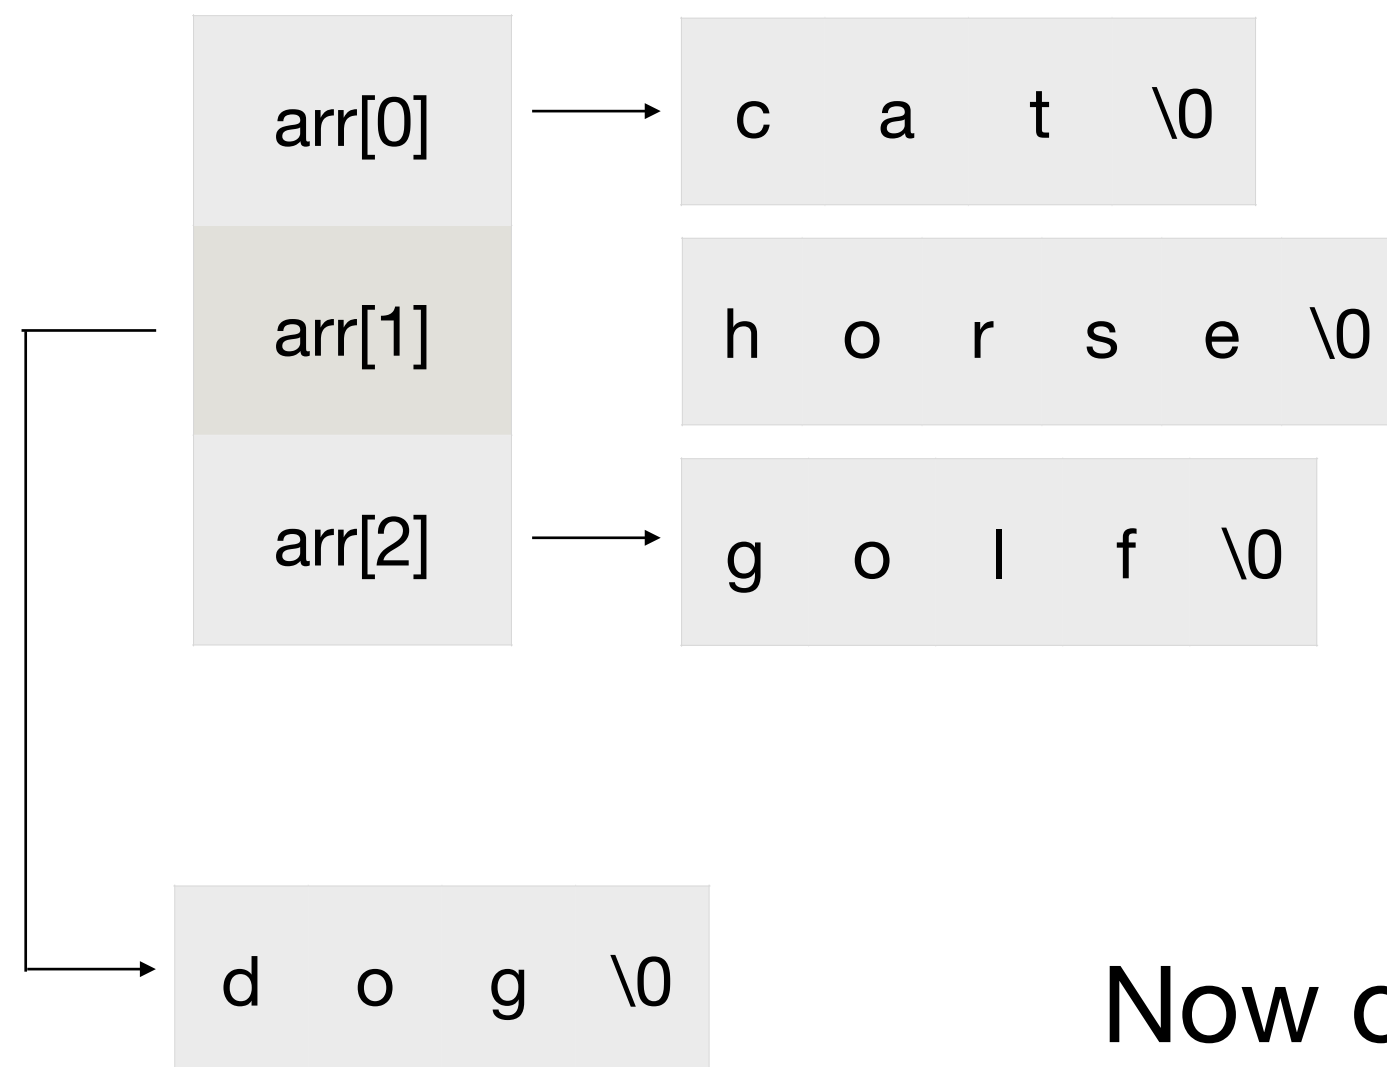 arr[0] c a t \0
arr[1] h o r s e \0
arr[2] g o l f \0
d o g \0
Now